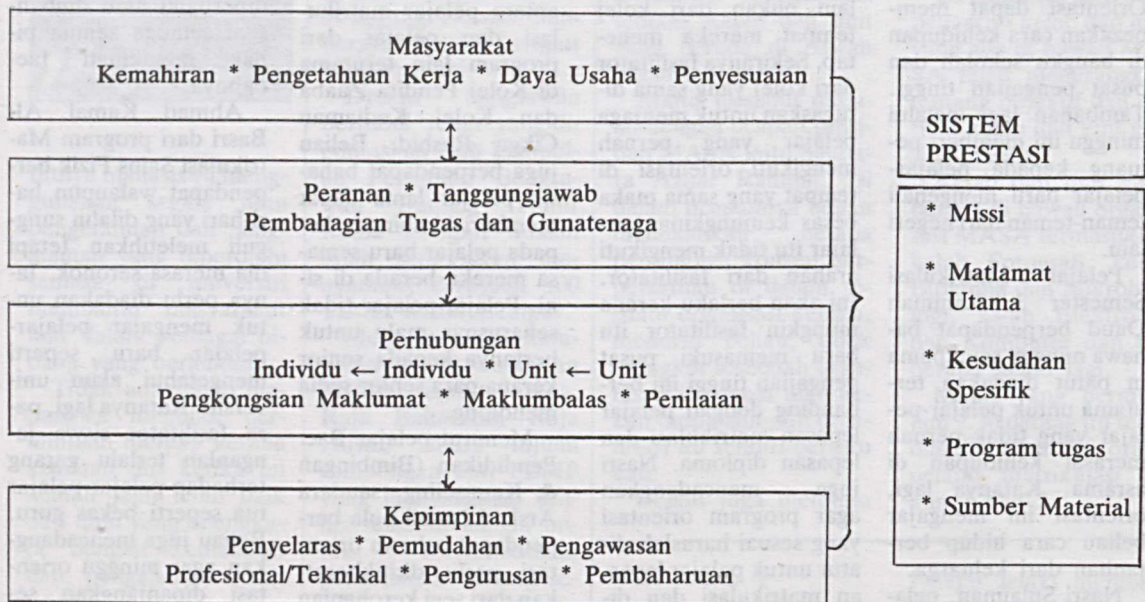 Masyarakat
Kemahiran * Pengetahuan Kerja * Daya Usaha * Penyesuaian
Peranan * Tanggungjawab
Pembahagian Tugas dan Gunatenaga
Perhubungan
Individu ← Individu * Unit ← Unit
Pengkongsian Maklumat * Maklumbalas * Penilaian
Kepimpinan
Penyelaras * Pemudahan * Pengawasan
Profesional/Teknikal * Pengurusan * Pembaharuan
SISTEM
PRESTASI
* Missi
* Matlamat
Utama
* Keadahan
spesifik
* Program tugas
* Sumber Material